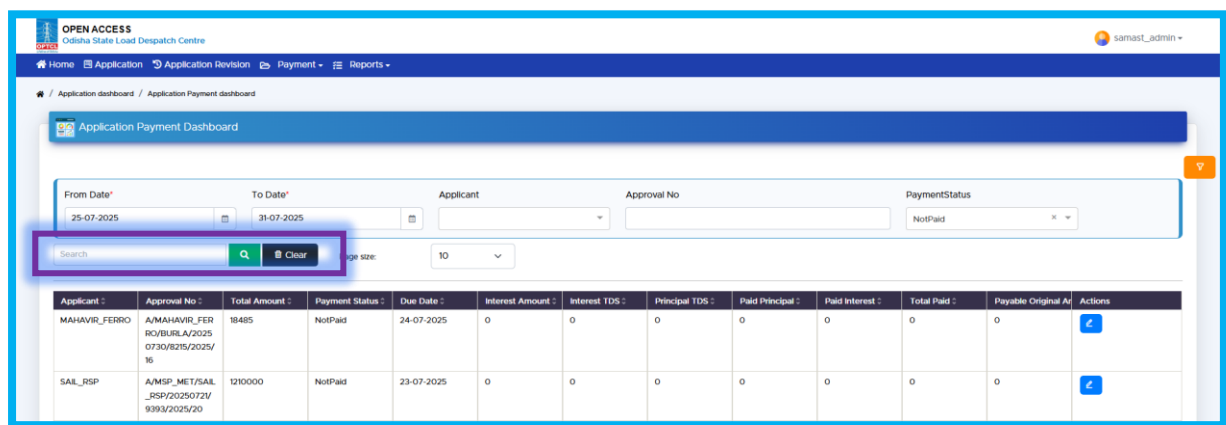 OPEN ACCESS
OPTCL
Odisha State Load Despatch Centre
samast_admin
Home Application Application Revision Payment Reports
/ Application dashboard / Application Payment dashboard
Application Payment Dashboard
From Date* To Date* Applicant Approval No PaymentStatus
25-07-2025 31-07-2025 NotPaid ×
Search Clear age size: 10
Applicant Approval No Total Amount Payment Status Due Date Interest Amount Interest TDS Principal TDS Paid Principal Paid Interest Total Paid Payable Original Ar Actions
MAHAVIR_FERRO A/MAHAVIR_FER 18485 NotPaid 24-07-2025 0 0 0 0 0 0 0
RO/BURLA/2025
0730/8215/2025/
16
SAIL_RSP A/MSP_MET/SAIL 1210000 NotPaid 23-07-2025 0 0 0 0 0 0 0
_RSP/20250721/
9393/2025/20